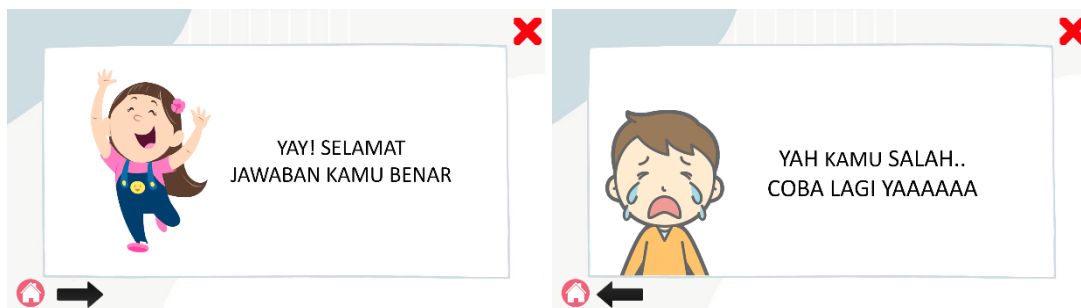 YAY! SELAMAT
JAWABAN KAMU BENAR
YAH KAMU SALAH..
COBA LAGI YAAAAAA